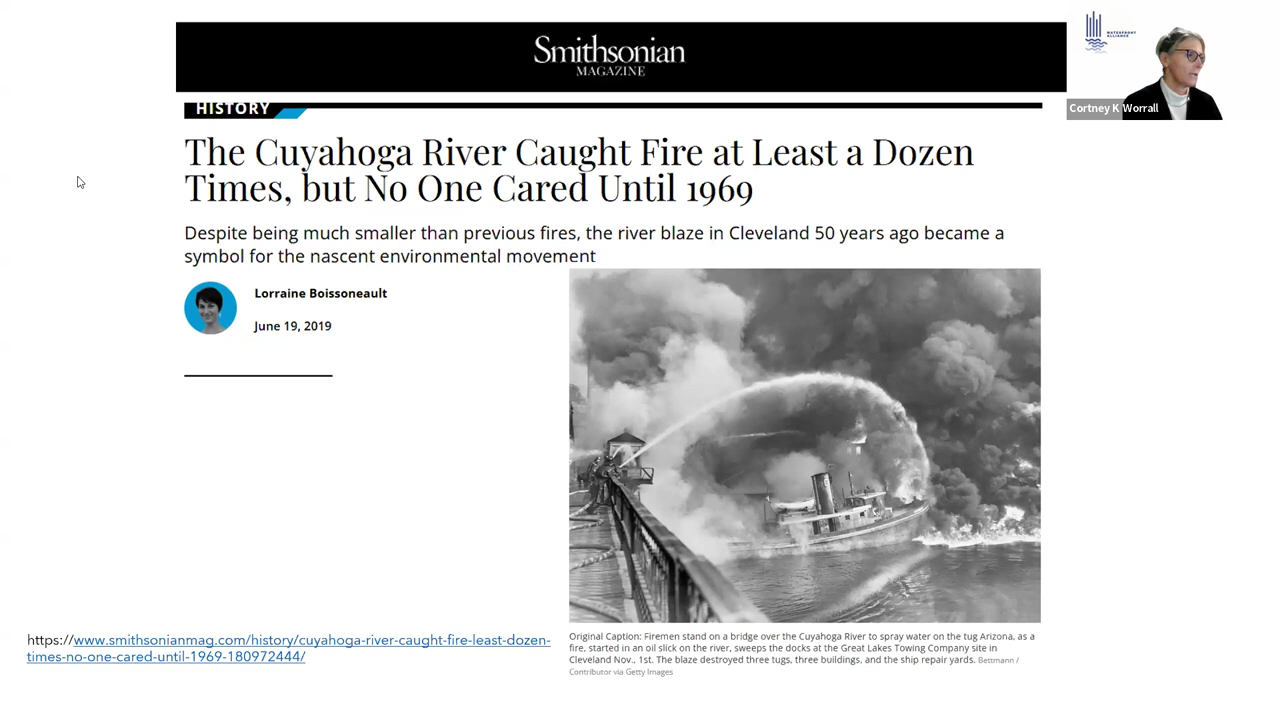 Smithsonian
MAGAZINE
WATERFRONT
ALLIANCE
Cortney K Worrall
HISTORY
The Cuyahoga River Caught Fire at Least a Dozen
Times, but No One Cared Until 1969
Despite being much smaller than previous fires, the river blaze in Cleveland 50 years ago became a
symbol for the nascent environmental movement
Lorraine Boissoneault
June 19, 2019
https://www.smithsonianmag.com/history/cuyahoga-river-caught-fire-least-dozen-
times-no-one-cared-until-1969-180972444/
Original Caption: Firemen stand on a bridge over the Cuyahoga River to spray water on the tug Arizona, as a
fire, started in an oil slick on the river, sweeps the docks at the Great Lakes Towing Company site in
Cleveland Nov., 1st. The blaze destroyed three tugs, three buildings, and the ship repair yards. Bettmann /
Contributor via Getty Images